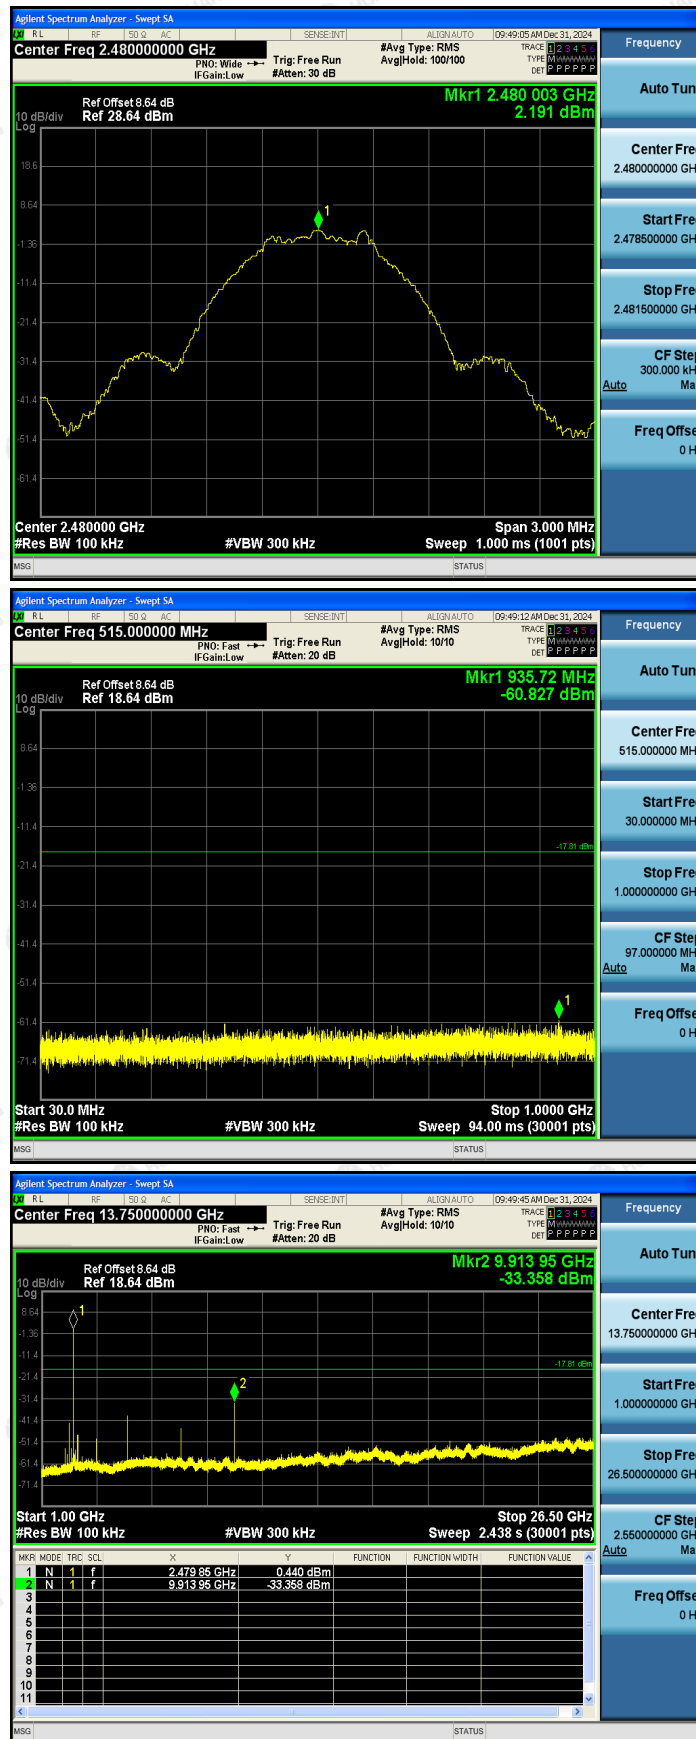 Agilent Spectrum Analyzer - Swept SA
LXI RL RF 50 Ω AC SENSE:INT ALIGNAUTO 09:49:05 AM Dec 31, 2024
Center Freq 2.480000000 GHz #Avg Type: RMS TRACE 1 2 3 4 5 6
PNO: Wide Trig: Free Run Avg|Hold: 100/100 TYPE MWWWWW
IFGain:Low #Atten: 30 dB DET P P P P P P
Frequency
Auto Tun
Mkr1 2.480 003 GHz
2.191 dBm
Ref Offset 8.64 dB
10 dB/div Ref 28.64 dBm
Log
18.6
8.64
-1.36
-11.4
-21.4
-31.4
-41.4
-51.4
-61.4
1
Center Fre
2.480000000 GH
Start Fre
2.478500000 GH
Stop Fre
2.481500000 GH
CF Step
300.000 kH
Auto Ma
Freq Offse
0 H
Center 2.480000 GHz Span 3.000 MHz
#Res BW 100 kHz #VBW 300 kHz Sweep 1.000 ms (1001 pts)
MSG STATUS
Agilent Spectrum Analyzer - Swept SA
LXI RL RF 50 Ω AC SENSE:INT ALIGNAUTO 09:49:12 AM Dec 31, 2024
Center Freq 515.000000 MHz #Avg Type: RMS TRACE 1 2 3 4 5 6
PNO: Fast Trig: Free Run Avg|Hold: 10/10 TYPE MWWWWW
IFGain:Low #Atten: 20 dB DET P P P P P P
Frequency
Auto Tun
Mkr1 935.72 MHz
-60.827 dBm
Ref Offset 8.64 dB
10 dB/div Ref 18.64 dBm
Log
8.64
-1.36
-11.4
-17.81 dBm
-21.4
-31.4
-41.4
-51.4
-61.4
-71.4
1
Center Fre
515.000000 MH
Start Fre
30.000000 MH
Stop Fre
1.000000000 GH
CF Step
97.000000 MH
Auto Ma
Freq Offse
0 H
Start 30.0 MHz Stop 1.0000 GHz
#Res BW 100 kHz #VBW 300 kHz Sweep 94.00 ms (30001 pts)
MSG STATUS
Agilent Spectrum Analyzer - Swept SA
LXI RL RF 50 Ω AC SENSE:INT ALIGNAUTO 09:49:45 AM Dec 31, 2024
Center Freq 13.750000000 GHz #Avg Type: RMS TRACE 1 2 3 4 5 6
PNO: Fast Trig: Free Run Avg|Hold: 10/10 TYPE MWWWWW
IFGain:Low #Atten: 20 dB DET P P P P P P
Frequency
Auto Tun
Mkr2 9.913 95 GHz
-33.358 dBm
Ref Offset 8.64 dB
10 dB/div Ref 18.64 dBm
Log
8.64
-1.36
-11.4
-17.81 dBm
-21.4
-31.4
-41.4
-51.4
-61.4
-71.4
1
2
Center Fre
13.750000000 GH
Start Fre
1.000000000 GH
Stop Fre
26.500000000 GH
CF Step
2.550000000 GH
Auto Ma
Freq Offse
0 H
Start 1.00 GHz Stop 26.50 GHz
#Res BW 100 kHz #VBW 300 kHz Sweep 2.438 s (30001 pts)
MKR MODE TRC SCL X Y FUNCTION FUNCTION WIDTH FUNCTION VALUE
1 N 1 f 2.479 85 GHz 0.440 dBm
2 N 1 f 9.913 95 GHz -33.358 dBm
3
4
5
6
7
8
9
10
11
MSG STATUS